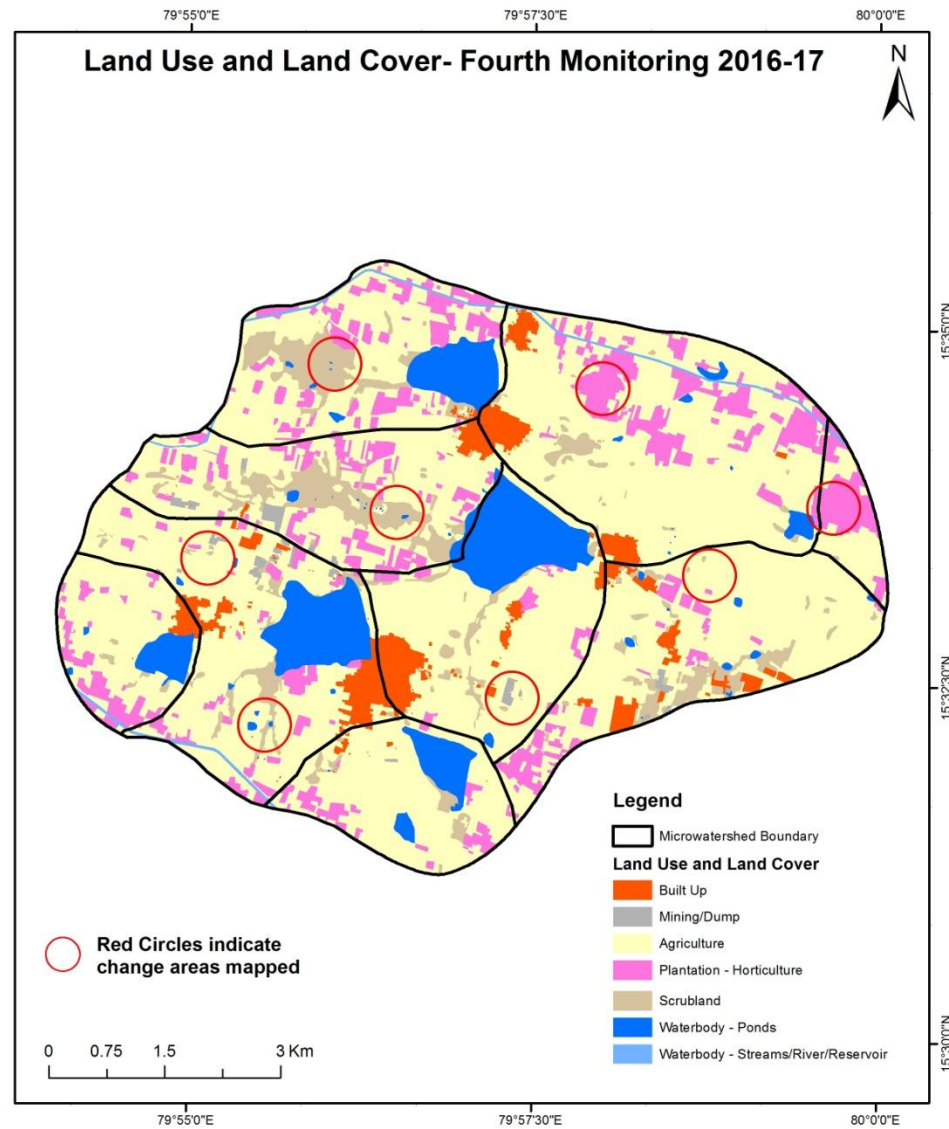 79°55'0"E
79°57'30"E
80°0'0"E
Land Use and Land Cover- Fourth Monitoring 2016-17
N
15°35'0"N
15°32'30"N
Legend
Microwatershed Boundary
Land Use and Land Cover
Built Up
Mining/Dump
Agriculture
Plantation - Horticulture
Scrubland
Waterbody - Ponds
Waterbody - Streams/River/Reservoir
Red Circles indicate
change areas mapped
0 0.75 1.5 3 Km
15°30'0"N
79°55'0"E
79°57'30"E
80°0'0"E